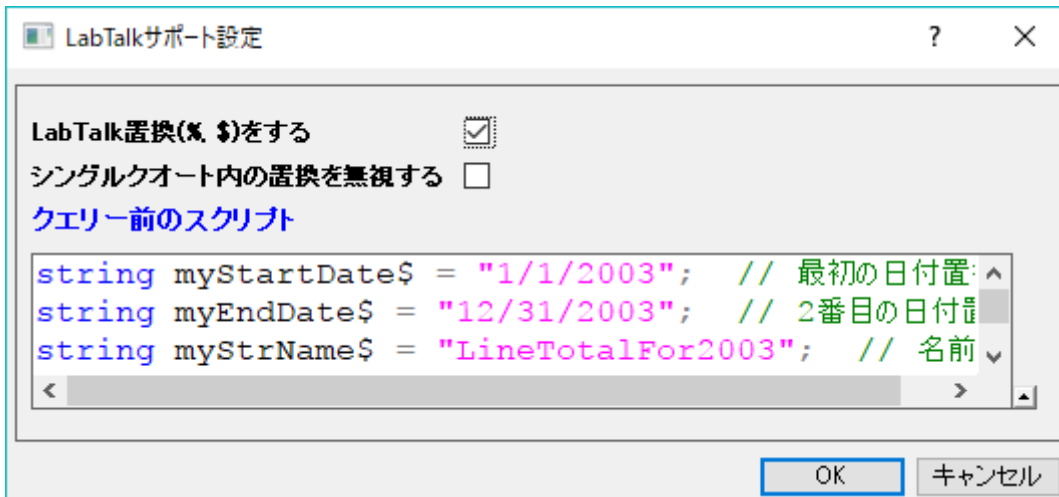 LabTalkサポート設定
?
LabTalk置換(%, $)をする
シングルクオート内の置換を無視する
クエリー前のスクリプト
string myStartDate$ = "1/1/2003";  // 最初の日付置
string myEndDate$ = "12/31/2003";  // 2番目の日付
string myStrName$ = "LineTotalFor2003";  // 名前
OK キャンセル